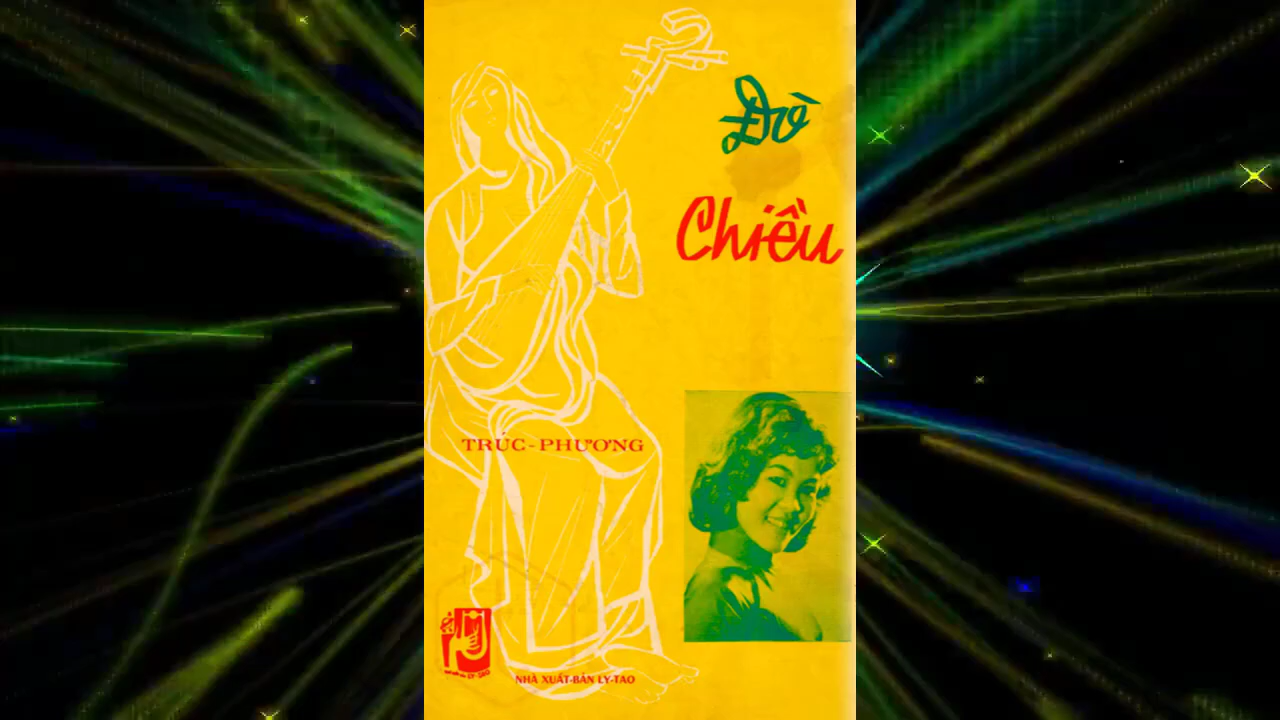 Đò
Chiều
TRÚC-PHƯƠNG
NHÀ XUẤT-BẢN LY-TAO